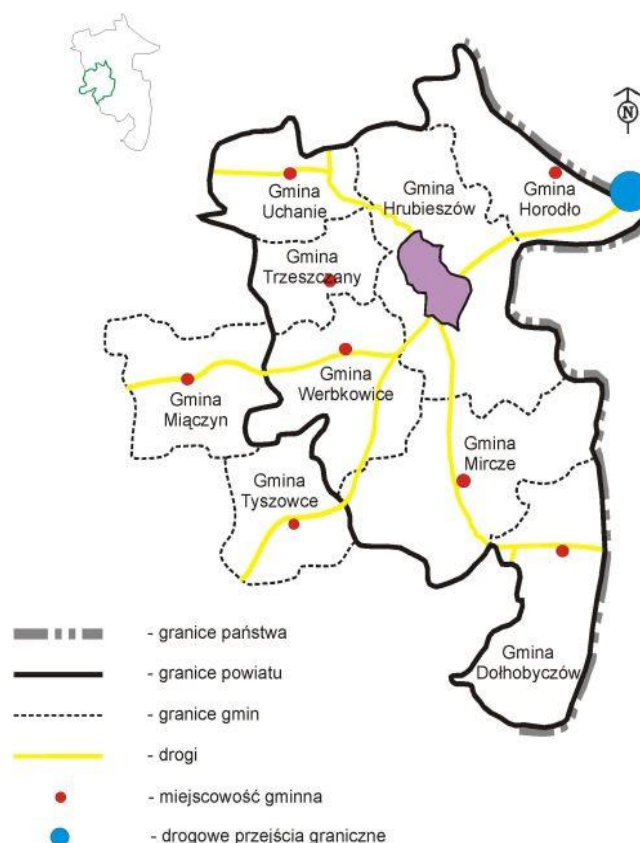 N
Gmina
Uchanie
Gmina
Hrubieszów
Gmina
Horodło
Gmina
Trzeszczany
Gmina
Miączyn
Gmina
Werbkowice
Gmina
Mircze
Gmina
Tyszowce
Gmina
Dołhobyczów
- granice państwa
- granice powiatu
- granice gmin
- drogi
- miejscowość gminna
- drogowe przejścia graniczne